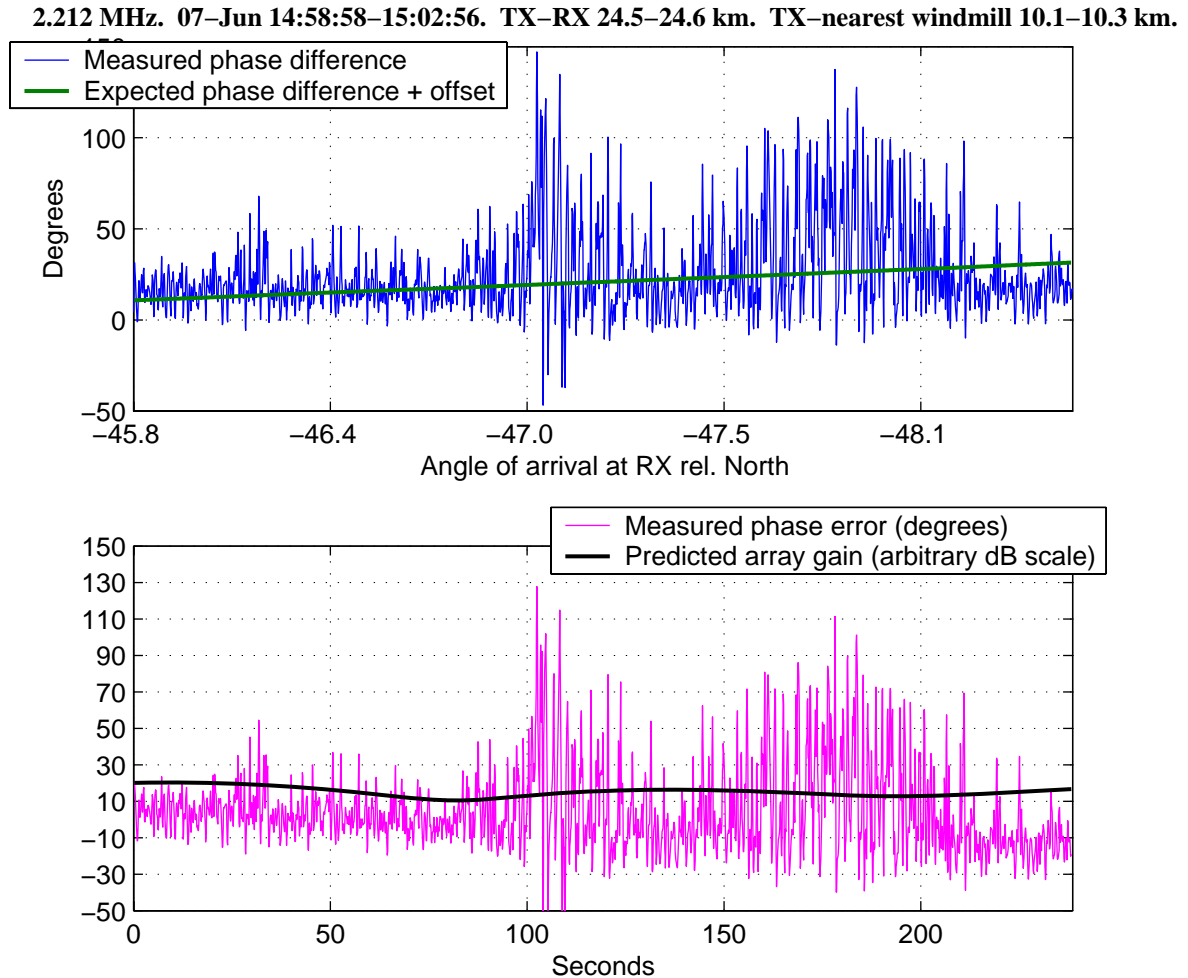 2.212 MHz. 07−Jun 14:58:58−15:02:56. TX−RX 24.5−24.6 km. TX−nearest windmill 10.1−10.3 km.
Measured phase difference
Expected phase difference + offset
100
50
0
−50
Degrees
−45.8 −46.4 −47.0 −47.5 −48.1
Angle of arrival at RX rel. North
Measured phase error (degrees)
Predicted array gain (arbitrary dB scale)
150
130
110
90
70
50
30
10
−10
−30
−50
0 50 100 150 200
Seconds